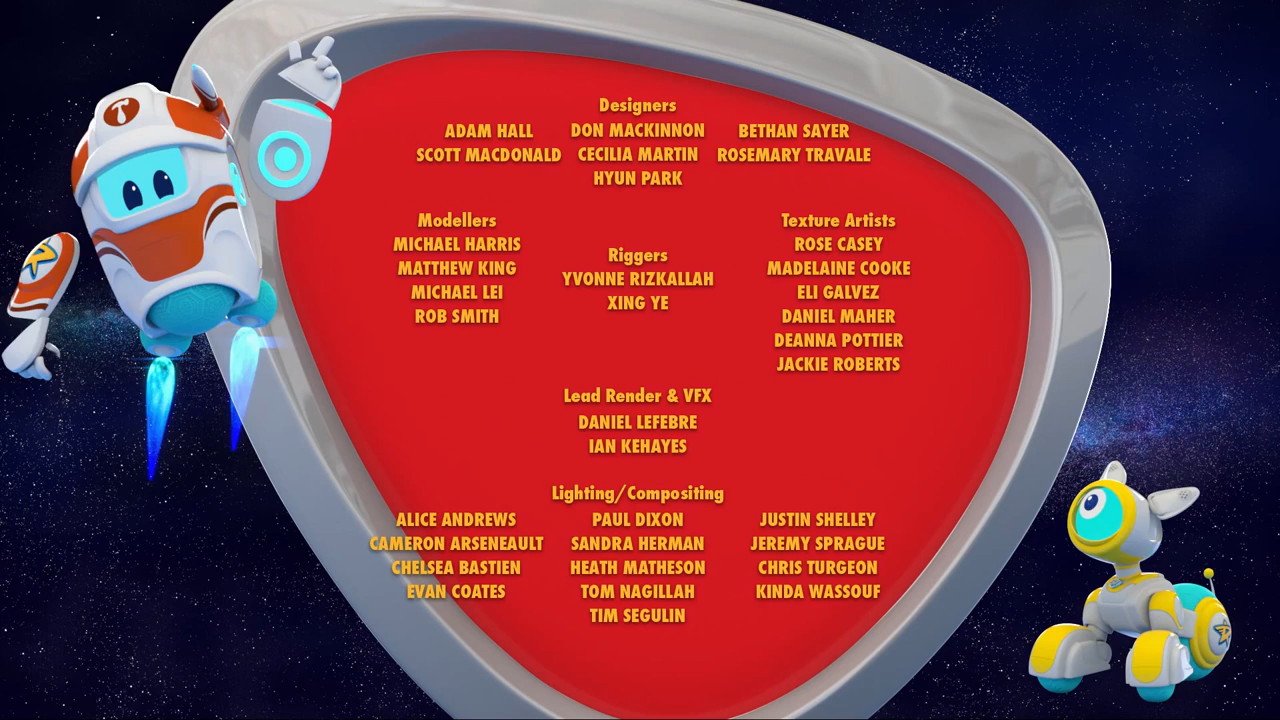 Designers
ADAM HALL DON MACKINNON BETHAN SAYER
SCOTT MACDONALD CECILIA MARTIN ROSEMARY TRAVALE
HYUN PARK
Modellers
MICHAEL HARRIS
MATTHEW KING
MICHAEL LEI
ROB SMITH
Riggers
YVONNE RIZKALLAH
XING YE
Texture Artists
ROSE CASEY
MADELAINE COOKE
ELI GALVEZ
DANIEL MAHER
DEANNA POTTIER
JACKIE ROBERTS
Lead Render & VFX
DANIEL LEFEBRE
IAN KEHAYES
Lighting/Compositing
ALICE ANDREWS PAUL DIXON JUSTIN SHELLEY
CAMERON ARSENEAULT SANDRA HERMAN JEREMY SPRAGUE
CHELSEA BASTIEN HEATH MATHESON CHRIS TURGEON
EVAN COATES TOM NAGILLAH KINDA WASSOUF
TIM SEGULIN